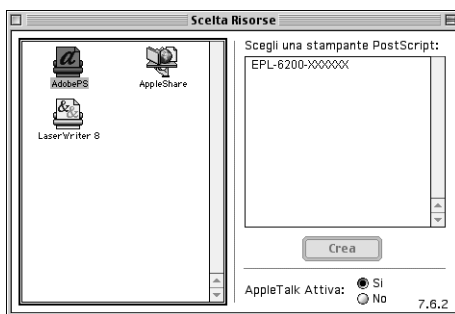 Scelta Risorse
AdobePS
AppleShare
LaserWriter 8
Scegli una stampante PostScript:
EPL-6200-XXXXXX
Crea
AppleTalk Attiva:
Si
No
7.6.2